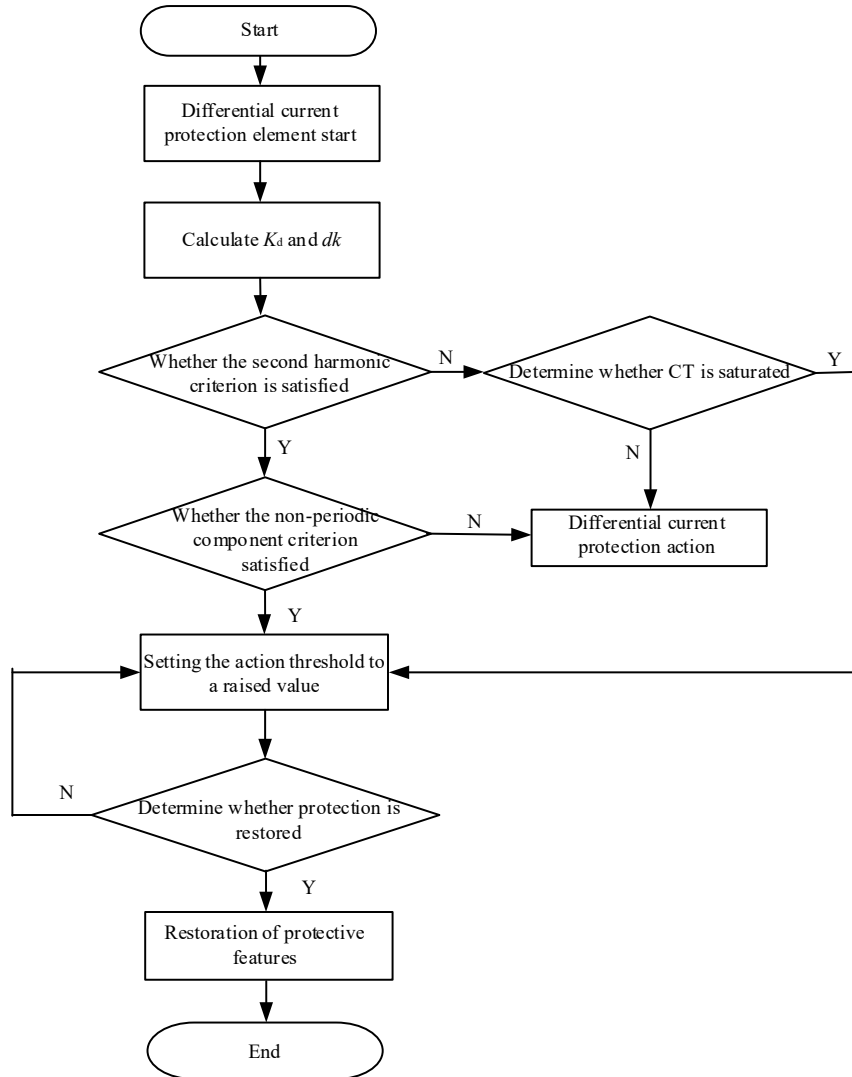 Start
Differential current
protection element start
Calculate Kd and dk
Whether the second harmonic
criterion is satisfied
N
Determine whether CT is saturated
Y
Y
N
Whether the non-periodic
component criterion
satisfied
N
Differential current
protection action
Y
Setting the action threshold to
a raised value
N
Determine whether protection is
restored
Y
Restoration of protective
features
End